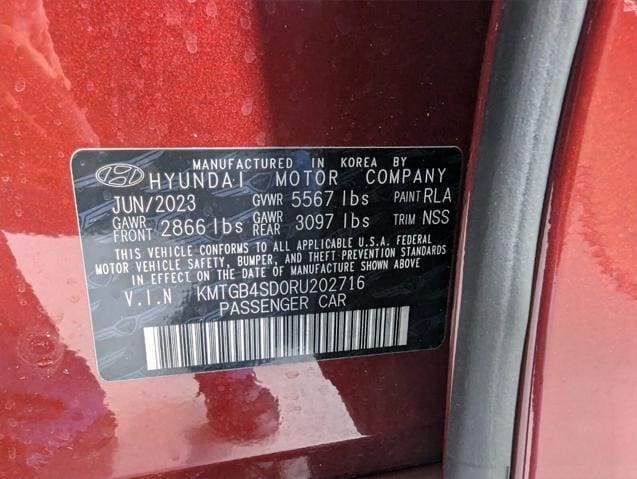 MANUFACTURED IN KOREA BY
HYUNDAI MOTOR COMPANY
JUN/2023 GVWR 5567 lbs PAINT RLA
GAWR FRONT 2866 lbs GAWR REAR 3097 lbs TRIM NSS
THIS VEHICLE CONFORMS TO ALL APPLICABLE U.S.A. FEDERAL
MOTOR VEHICLE SAFETY, BUMPER, AND THEFT PREVENTION STANDARDS
IN EFFECT ON THE DATE OF MANUFACTURE SHOWN ABOVE.
V.I.N KMTGB4SD0RU202716
PASSENGER CAR